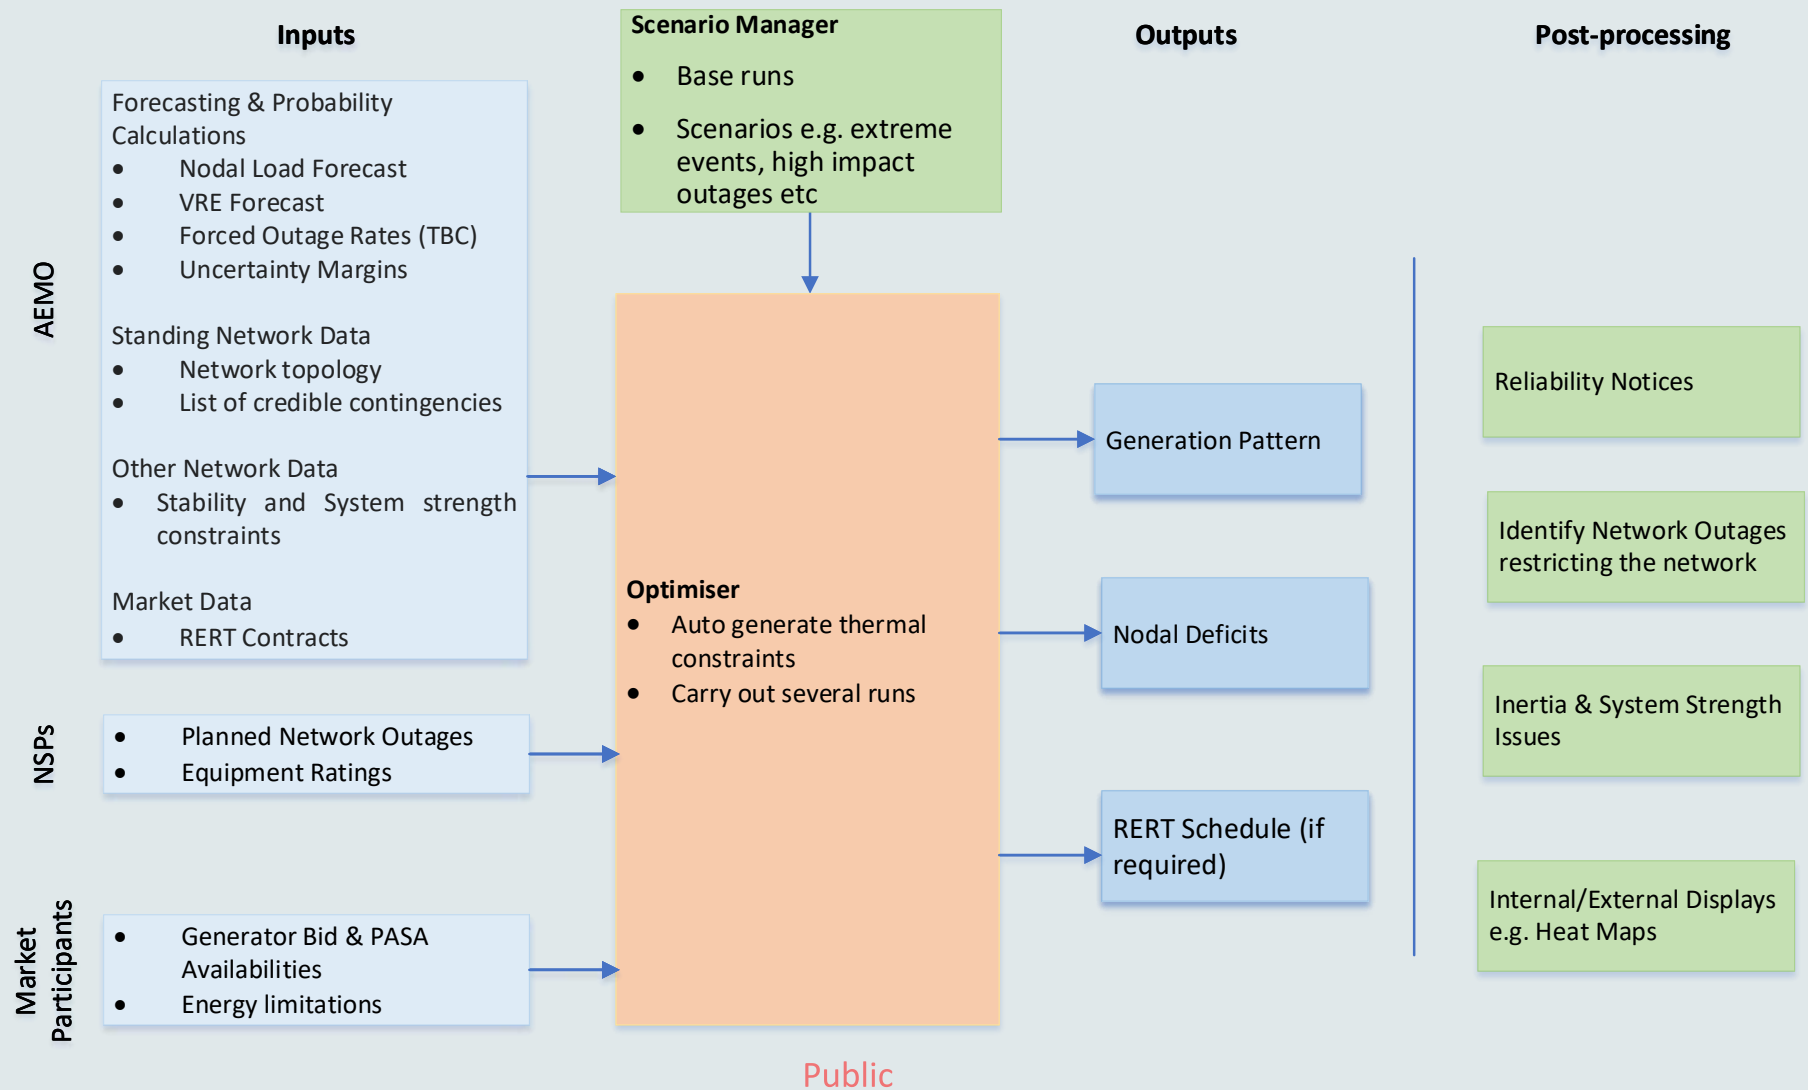 Inputs
Scenario Manager
• Base runs
• Scenarios e.g. extreme
events, high impact
outages etc
Outputs
Post-processing
AEMO
Forecasting & Probability
Calculations
• Nodal Load Forecast
• VRE Forecast
• Forced Outage Rates (TBC)
• Uncertainty Margins
Standing Network Data
• Network topology
• List of credible contingencies
Other Network Data
• Stability and System strength
constraints
Market Data
• RERT Contracts
NSPs
• Planned Network Outages
• Equipment Ratings
Market
Participants
• Generator Bid & PASA
Availabilities
• Energy limitations
Optimiser
• Auto generate thermal
constraints
• Carry out several runs
Generation Pattern
Nodal Deficits
RERT Schedule (if
required)
Reliability Notices
Identify Network Outages
restricting the network
Inertia & System Strength
Issues
Internal/External Displays
e.g. Heat Maps
Public